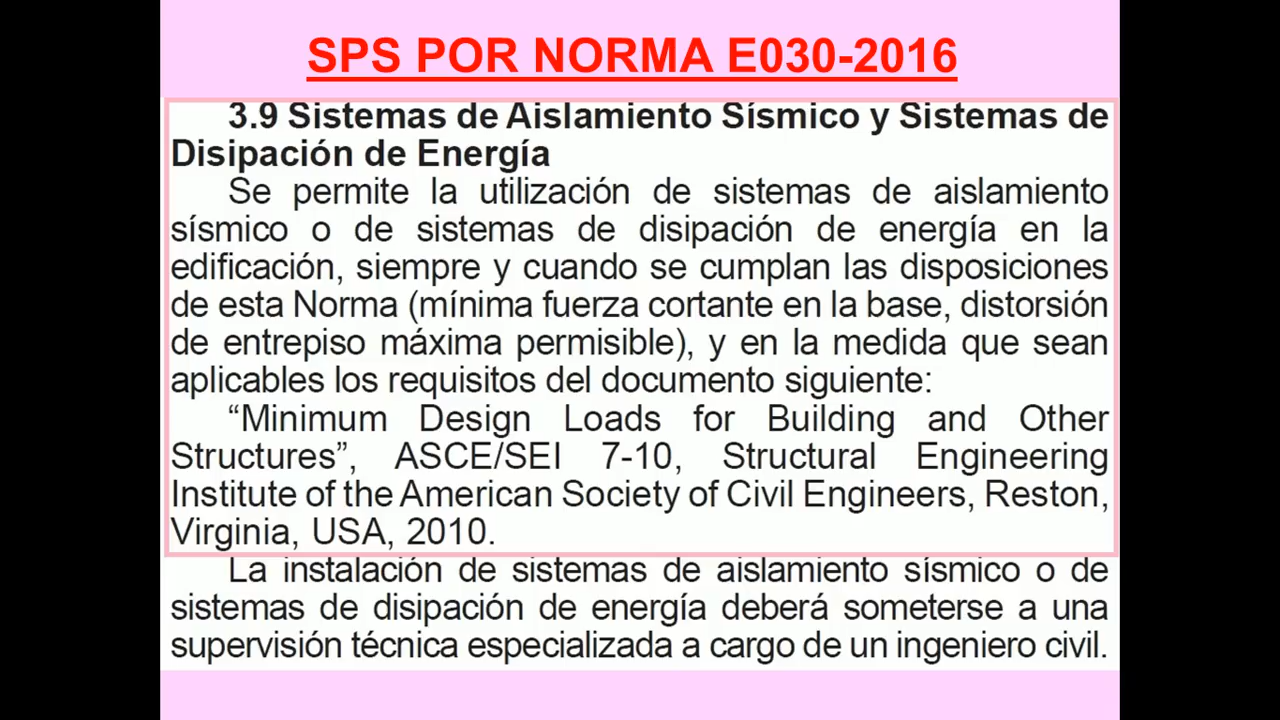 SPS POR NORMA E030-2016
3.9 Sistemas de Aislamiento Sísmico y Sistemas de
Disipación de Energía
Se permite la utilización de sistemas de aislamiento
sísmico o de sistemas de disipación de energía en la
edificación, siempre y cuando se cumplan las disposiciones
de esta Norma (mínima fuerza cortante en la base, distorsión
de entrepiso máxima permisible), y en la medida que sean
aplicables los requisitos del documento siguiente:
“Minimum Design Loads for Building and Other
Structures”, ASCE/SEI 7-10, Structural Engineering
Institute of the American Society of Civil Engineers, Reston,
Virginia, USA, 2010.
La instalación de sistemas de aislamiento sísmico o de
sistemas de disipación de energía deberá someterse a una
supervisión técnica especializada a cargo de un ingeniero civil.